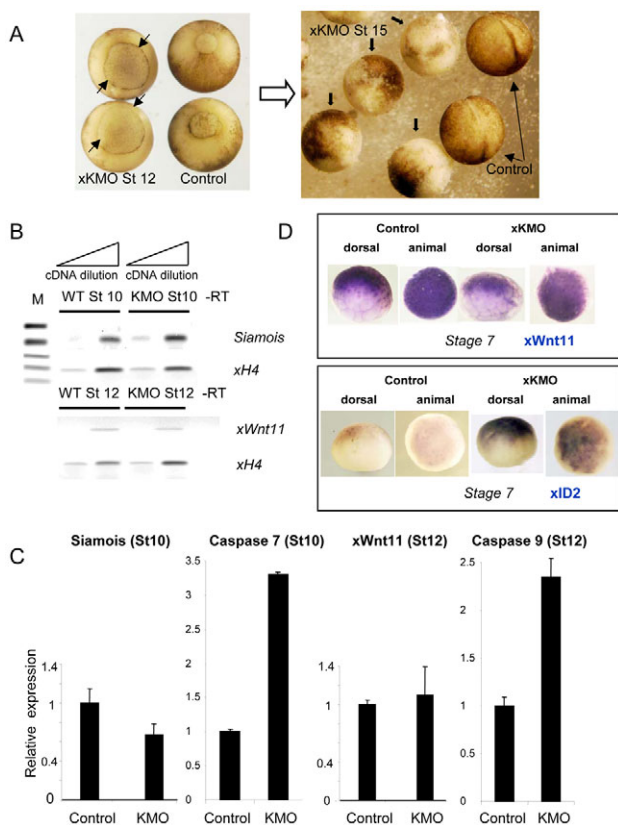 A
xKMO St 12
Control
xKMO St 15
Control
B
cDNA dilution
cDNA dilution
M
WT St 10
KMO St10
-RT
Siamois
xH4
WT St 12
KMO St12
-RT
xWnt11
xH4
D
Control
xKMO
dorsal
animal
dorsal
animal
Stage 7
xWnt11
Control
xKMO
dorsal
animal
dorsal
animal
Stage 7
xID2
C
Siamois (St10)
Caspase 7 (St10)
xWnt11 (St12)
Caspase 9 (St12)
Relative expression
1.4
1
0.4
0
Control
KMO
3.5
3
2.5
2
1.5
1
0.5
0
Control
KMO
1.4
1
0.4
0
Control
KMO
2.5
2
1.5
1
0.5
0
Control
KMO